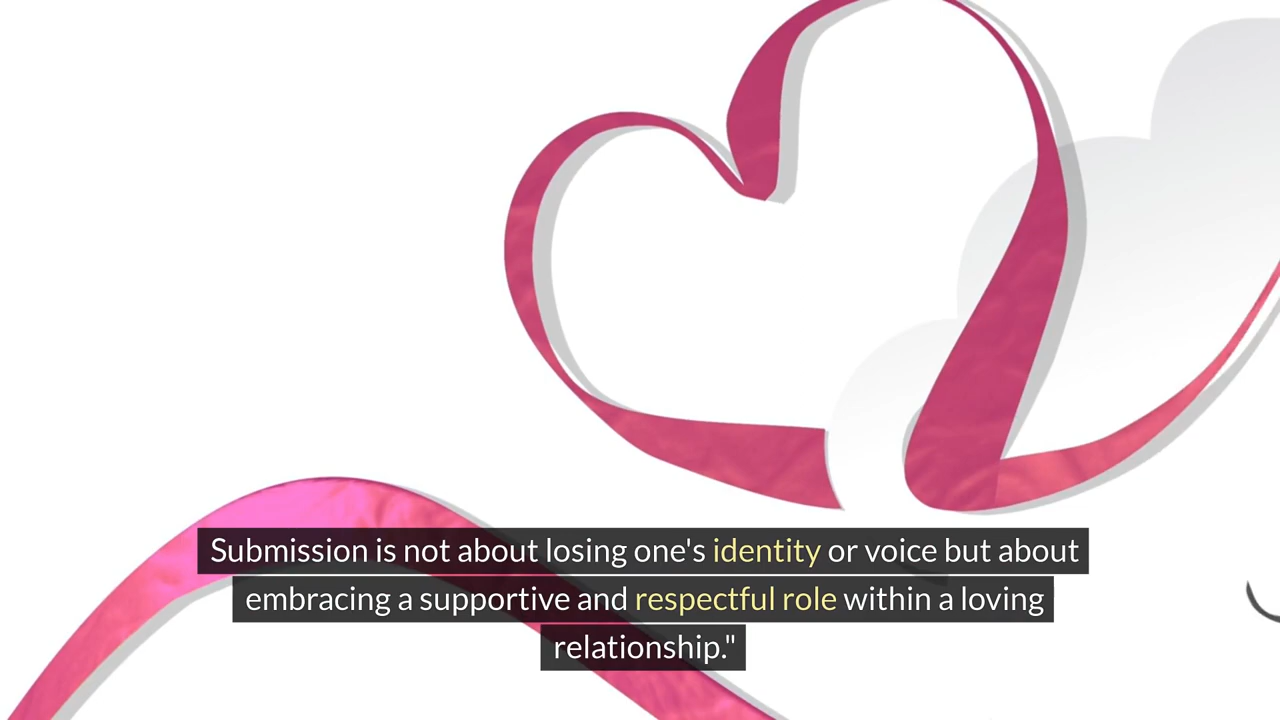 Submission is not about losing one's identity or voice but about
embracing a supportive and respectful role within a loving
relationship."